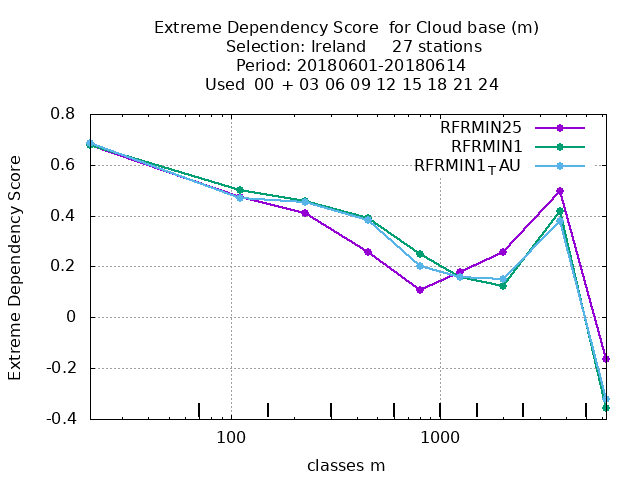 Extreme Dependency Score  for Cloud base (m)
Selection: Ireland     27 stations
Period: 20180601-20180614
Used  00 + 03 06 09 12 15 18 21 24
RFRMIN25
RFRMIN1
RFRMIN1TAU
Extreme Dependency Score
0.8
0.6
0.4
0.2
0
-0.2
-0.4
100
1000
classes m